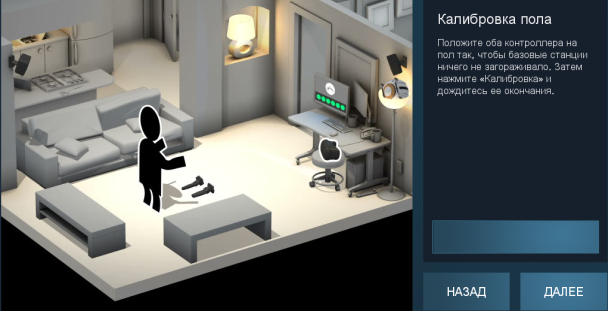 Калибровка пола
Положите оба контроллера на
пол так, чтобы базовые станции
ничего не загораживало. Затем
нажмите «Калибровка» и
дождитесь ее окончания.
НАЗАД
ДАЛЕЕ